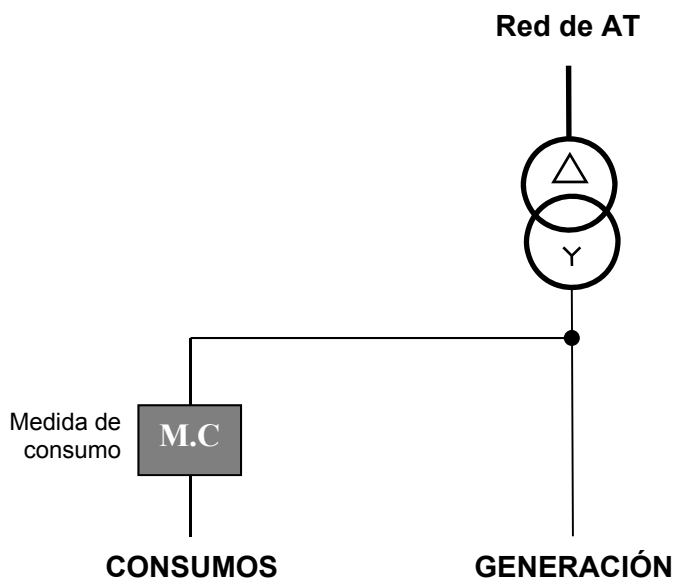 Red de AT
Medida de
consumo
M.C
CONSUMOS
GENERACIÓN